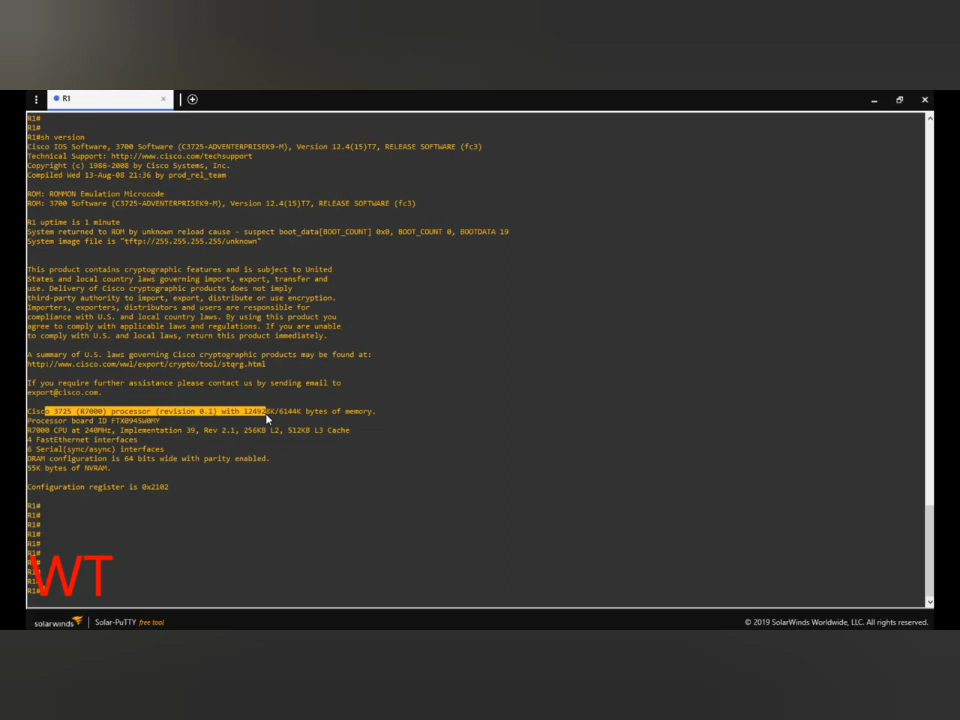 R1
R1#
R1#
R1#sh version
Cisco IOS Software, 3700 Software (C3725-ADVENTERPRISEK9-M), Version 12.4(15)T7, RELEASE SOFTWARE (fc3)
Technical Support: http://www.cisco.com/techsupport
Copyright (c) 1986-2008 by Cisco Systems, Inc.
Compiled Wed 13-Aug-08 21:36 by prod_rel_team
ROM: ROMMON Emulation Microcode
ROM: 3700 Software (C3725-ADVENTERPRISEK9-M), Version 12.4(15)T7, RELEASE SOFTWARE (fc3)
R1 uptime is 1 minute
System returned to ROM by unknown reload cause - suspect boot_data[BOOT_COUNT] 0x0, BOOT_COUNT 0, BOOTDATA 19
System image file is "tftp://255.255.255.255/unknown"
This product contains cryptographic features and is subject to United
States and local country laws governing import, export, transfer and
use. Delivery of Cisco cryptographic products does not imply
third-party authority to import, export, distribute or use encryption.
Importers, exporters, distributors and users are responsible for
compliance with U.S. and local country laws. By using this product you
agree to comply with applicable laws and regulations. If you are unable
to comply with U.S. and local laws, return this product immediately.
A summary of U.S. laws governing Cisco cryptographic products may be found at:
http://www.cisco.com/wwl/export/crypto/tool/stqrg.html
If you require further assistance please contact us by sending email to
export@cisco.com.
Cisco 3725 (R7000) processor (revision 0.1) with 124928K/6144K bytes of memory.
Processor board ID FTX0945W0MY
R7000 CPU at 240MHz, Implementation 39, Rev 2.1, 256KB L2, 512KB L3 Cache
4 FastEthernet interfaces
6 Serial(sync/async) interfaces
DRAM configuration is 64 bits wide with parity enabled.
55K bytes of NVRAM.
Configuration register is 0x2102
R1#
R1#
R1#
R1#
R1#
R1#
R1#
R1#
R1#
R1#
WT
solarwinds Solar-PuTTY free tool
© 2019 SolarWinds Worldwide, LLC. All rights reserved.